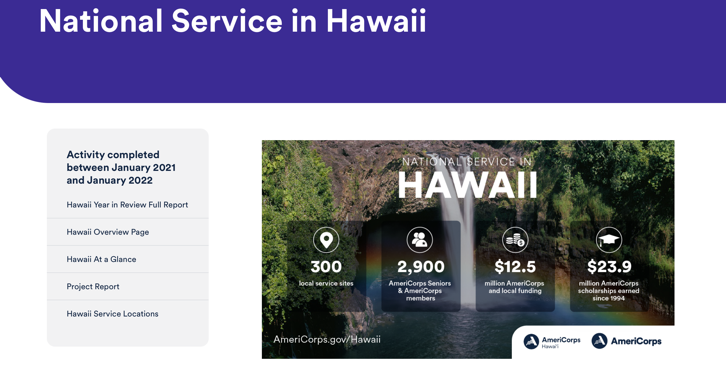 National Service in Hawaii
Activity completed
between January 2021
and January 2022
Hawaii Year in Review Full Report
Hawaii Overview Page
Hawaii At a Glance
Project Report
Hawaii Service Locations
NATIONAL SERVICE IN
HAWAII
300
local service sites
2,900
AmeriCorps Seniors
& AmeriCorps
members
$12.5
million AmeriCorps
and local funding
$23.9
million AmeriCorps
scholarships earned
since 1994
AmeriCorps.gov/Hawaii
AmeriCorps
Hawai'i
AmeriCorps